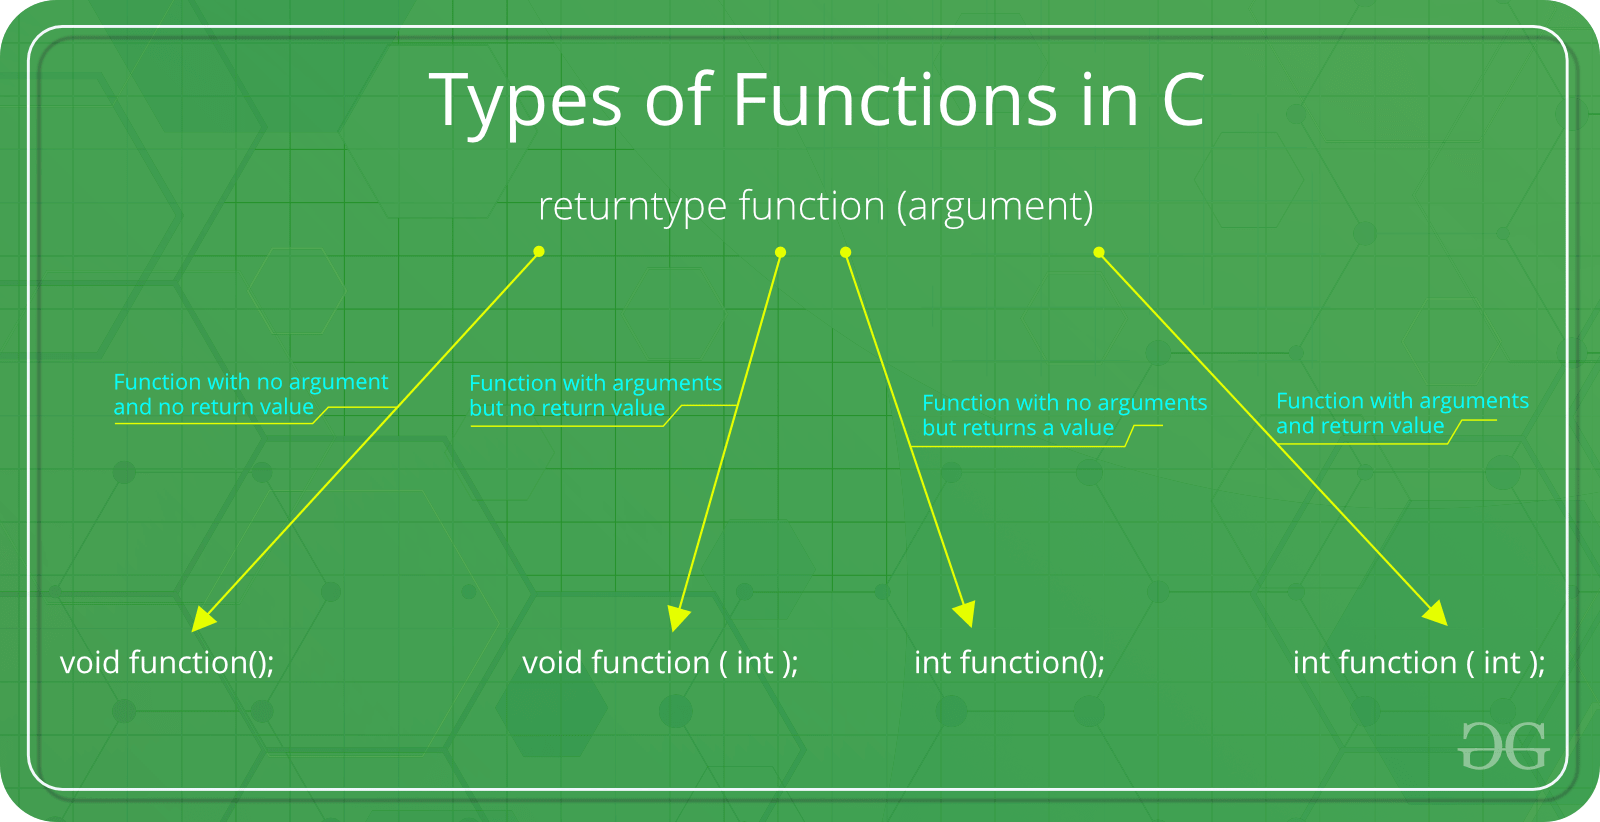 Types of Functions in C
returntype function (argument)
Function with no argument
and no return value
Function with arguments
but no return value
Function with no arguments
but returns a value
Function with arguments
and return value
void function();
void function ( int );
int function();
int function ( int );